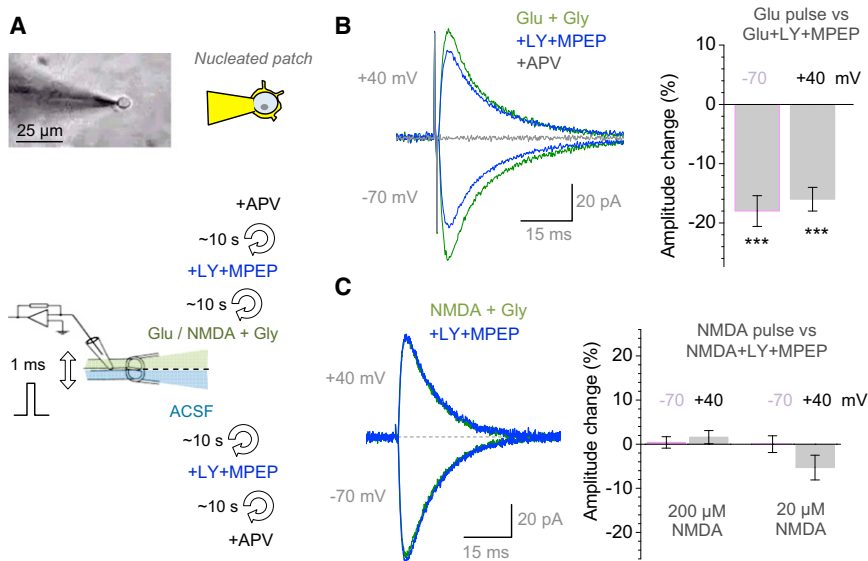 A
Nucleated patch
25 µm
+APV
~10 s
+LY+MPEP
~10 s
Glu / NMDA + Gly
1 ms
ACSF
~10 s
+LY+MPEP
~10 s
+APV
B
Glu + Gly
+LY+MPEP
+APV
+40 mV
-70 mV
20 pA
15 ms
Glu pulse vs
Glu+LY+MPEP
-70 +40 mV
Amplitude change (%)
10
0
-10
-20
*** ***
C
NMDA + Gly
+LY+MPEP
+40 mV
-70 mV
20 pA
15 ms
NMDA pulse vs
NMDA+LY+MPEP
-70 +40 -70 +40 mV
Amplitude change (%)
20
10
0
-10
-20
200 µM 20 µM
NMDA NMDA